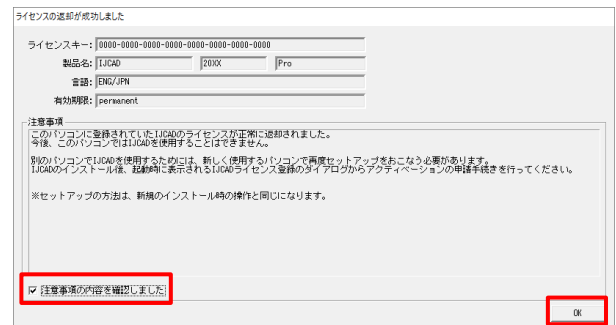 ライセンスの返却が成功しました
ライセンスキー: 0000-0000-0000-0000-0000-0000-0000-0000
製品名: IJCAD 20XX Pro
言語: ENG/JPN
有効期限: permanent
注意事項
このパソコンに登録されていたIJCADのライセンスが正常に返却されました。
今後、このパソコンではIJCADを使用することはできません。
別のパソコンでIJCADを使用するためには、新しく使用するパソコンで再度セットアップをおこなう必要があります。
IJCADのインストール後、起動時に表示されるIJCADライセンス登録のダイアログからアクティベーションの申請手続きを行ってください。
※セットアップの方法は、新規のインストール時の操作と同じになります。
注意事項の内容を確認しました
OK